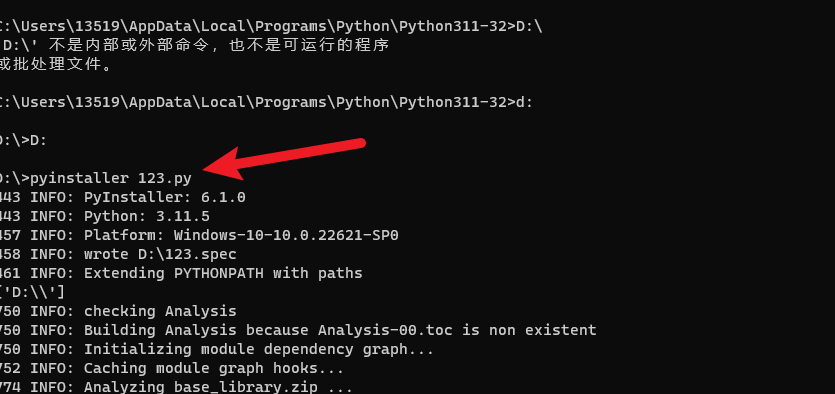 C:\Users\13519\AppData\Local\Programs\Python\Python311-32>D:\
'D:\' 不是内部或外部命令，也不是可运行的程序
或批处理文件。
C:\Users\13519\AppData\Local\Programs\Python\Python311-32>d:
D:\>D:
D:\>pyinstaller 123.py
443 INFO: PyInstaller: 6.1.0
443 INFO: Python: 3.11.5
457 INFO: Platform: Windows-10-10.0.22621-SP0
458 INFO: wrote D:\123.spec
461 INFO: Extending PYTHONPATH with paths
['D:\\']
750 INFO: checking Analysis
750 INFO: Building Analysis because Analysis-00.toc is non existent
750 INFO: Initializing module dependency graph...
752 INFO: Caching module graph hooks...
774 INFO: Analyzing base_library.zip ...